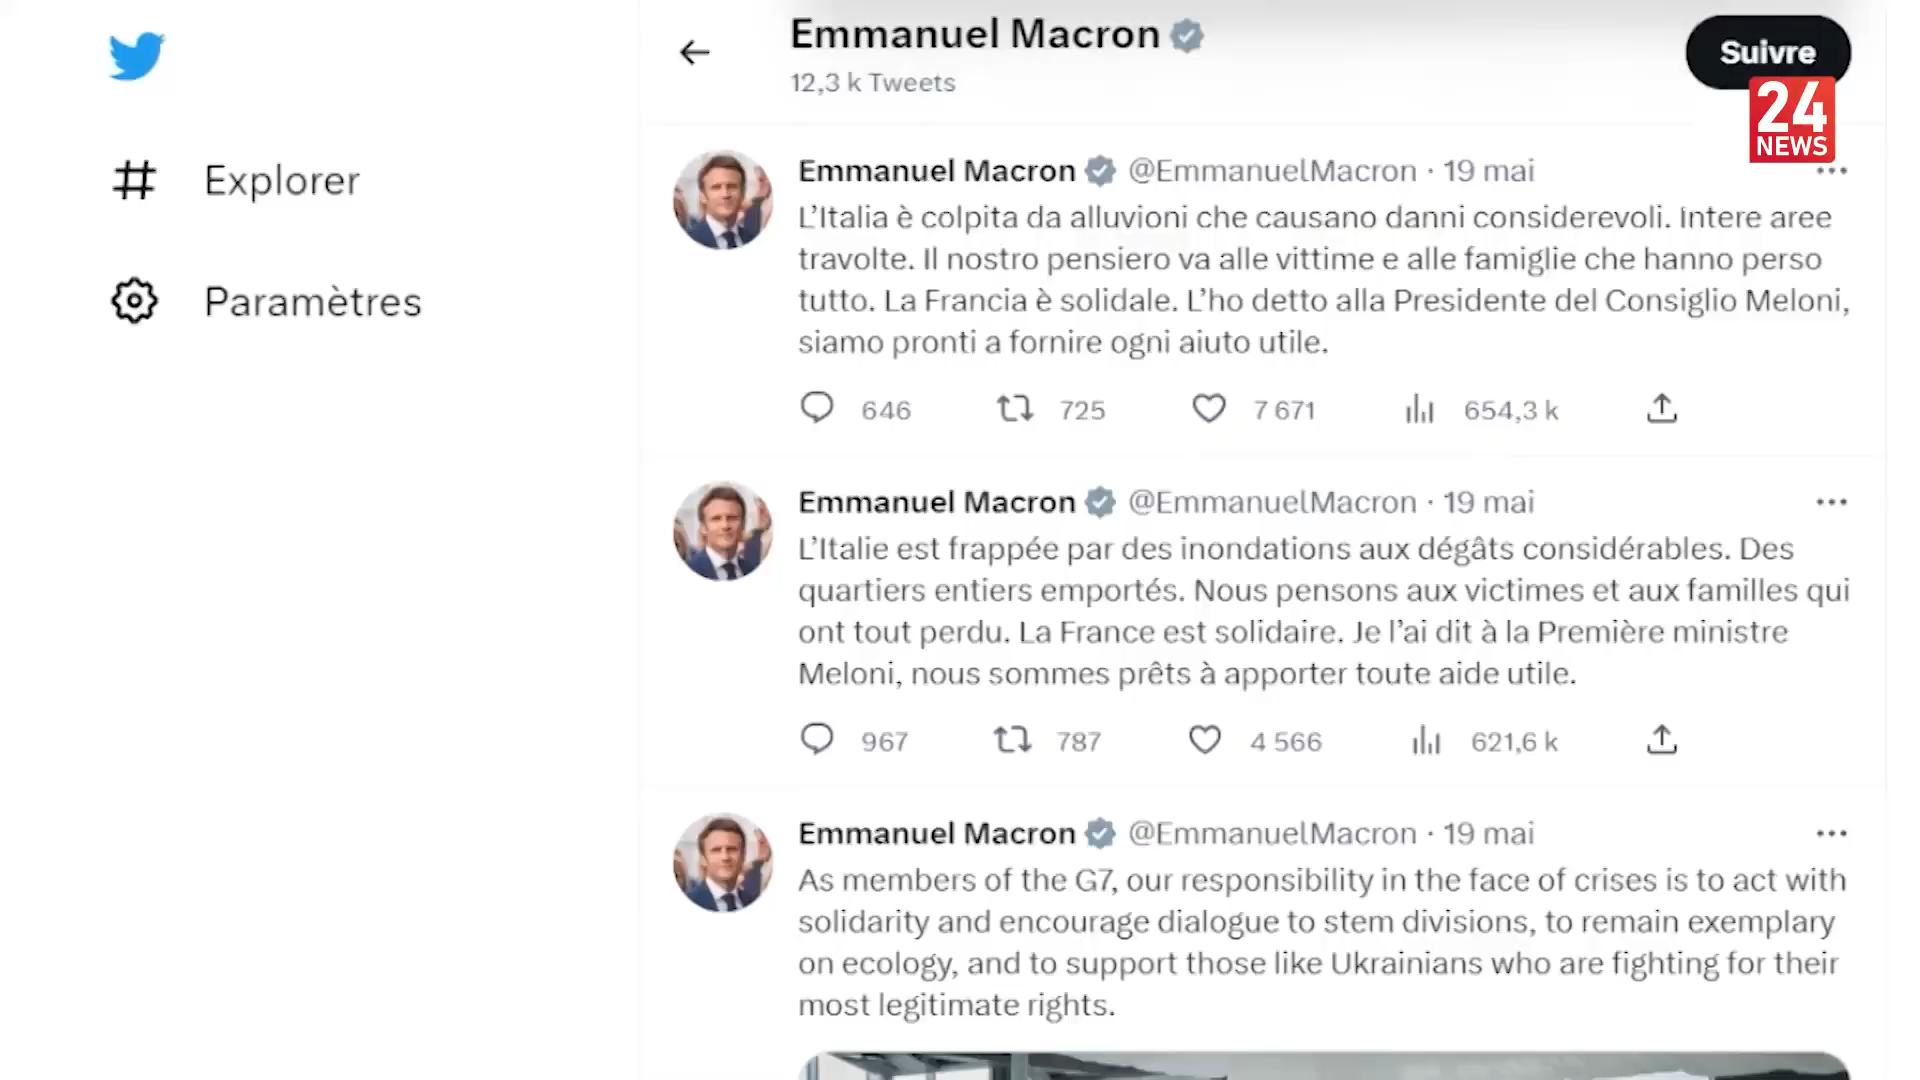 Emmanuel Macron
12,3 k Tweets
Suivre
24
NEWS
Explorer
Paramètres
Emmanuel Macron @EmmanuelMacron · 19 mai
L’Italia è colpita da alluvioni che causano danni considerevoli. Intere aree
travolte. Il nostro pensiero va alle vittime e alle famiglie che hanno perso
tutto. La Francia è solidale. L’ho detto alla Presidente del Consiglio Meloni,
siamo pronti a fornire ogni aiuto utile.
646 725 7 671 654,3 k
Emmanuel Macron @EmmanuelMacron · 19 mai
L’Italie est frappée par des inondations aux dégâts considérables. Des
quartiers entiers emportés. Nous pensons aux victimes et aux familles qui
ont tout perdu. La France est solidaire. Je l’ai dit à la Première ministre
Meloni, nous sommes prêts à apporter toute aide utile.
967 787 4 566 621,6 k
Emmanuel Macron @EmmanuelMacron · 19 mai
As members of the G7, our responsibility in the face of crises is to act with
solidarity and encourage dialogue to stem divisions, to remain exemplary
on ecology, and to support those like Ukrainians who are fighting for their
most legitimate rights.